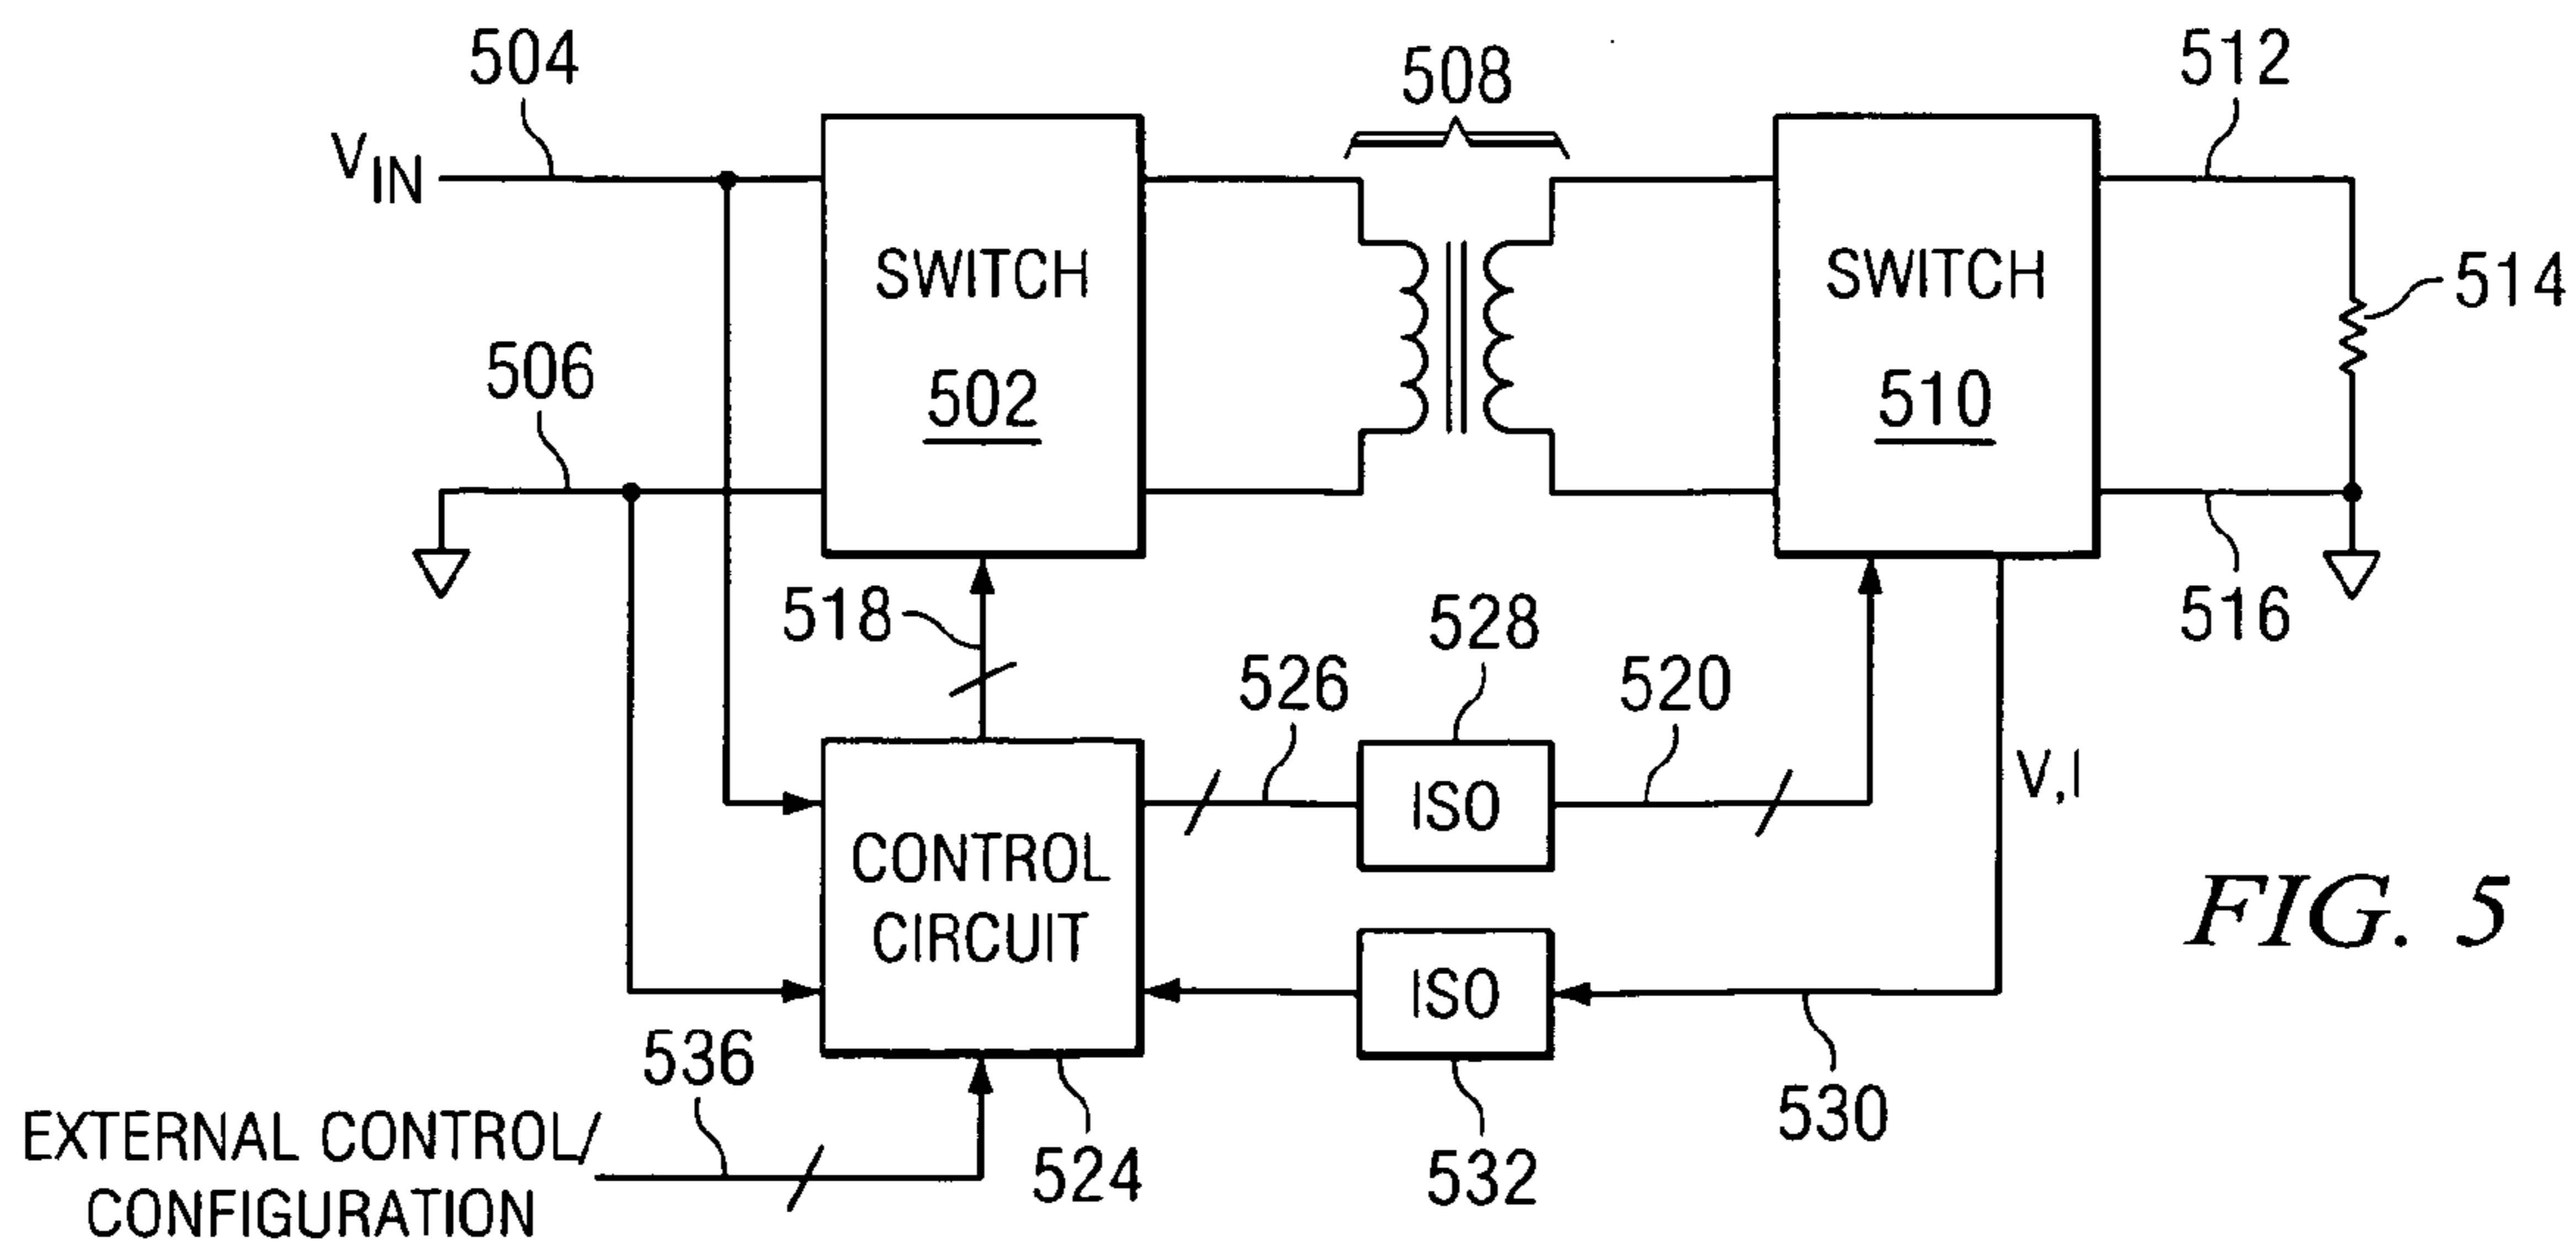 504
508
512
VIN
SWITCH
502
SWITCH
510
514
506
518
528
516
526
520
ISO
V,I
CONTROL
CIRCUIT
ISO
FIG. 5
536
530
EXTERNAL CONTROL/
CONFIGURATION
524
532